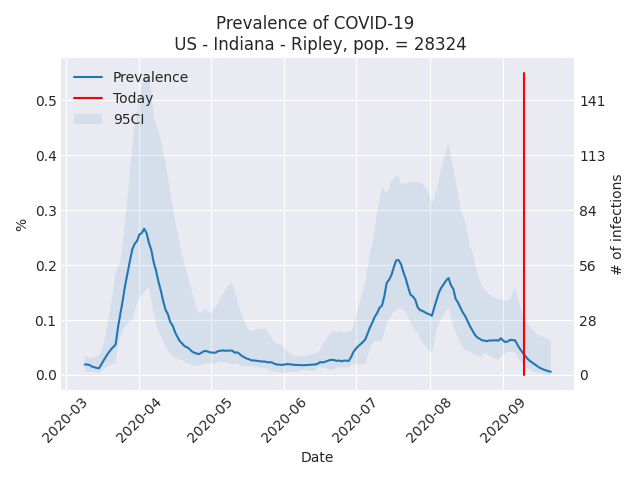 Prevalence of COVID-19
US - Indiana - Ripley, pop. = 28324
Prevalence
Today
95CI
%
0.5
0.4
0.3
0.2
0.1
0.0
141
113
84
56
28
0
# of infections
2020-03
2020-04
2020-05
2020-06
2020-07
2020-08
2020-09
Date